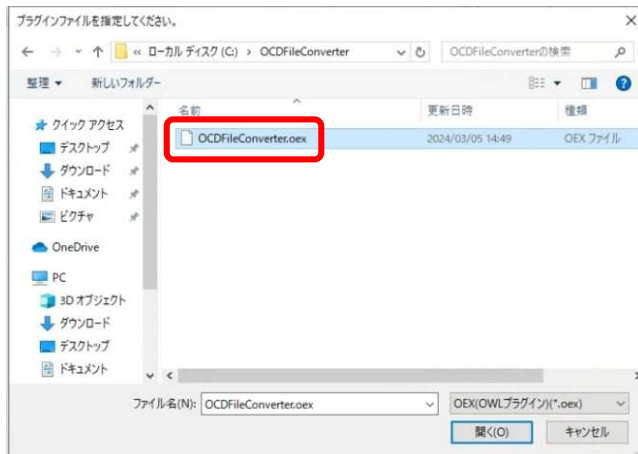 プラグインファイルを指定してください。
« ローカル ディスク (C:) › OCDFileConverter
OCDFileConverterの検索
整理 ▼ 新しいフォルダー
名前 更新日時 種類
OCDFileConverter.oex 2024/03/05 14:49 OEX ファイル
クイック アクセス
デスクトップ
ダウンロード
ドキュメント
ピクチャ
OneDrive
PC
3D オブジェクト
ダウンロード
デスクトップ
ドキュメント
ファイル名(N): OCDFileConverter.oex OEX(OWLプラグイン)(*.oex)
開く(O) キャンセル